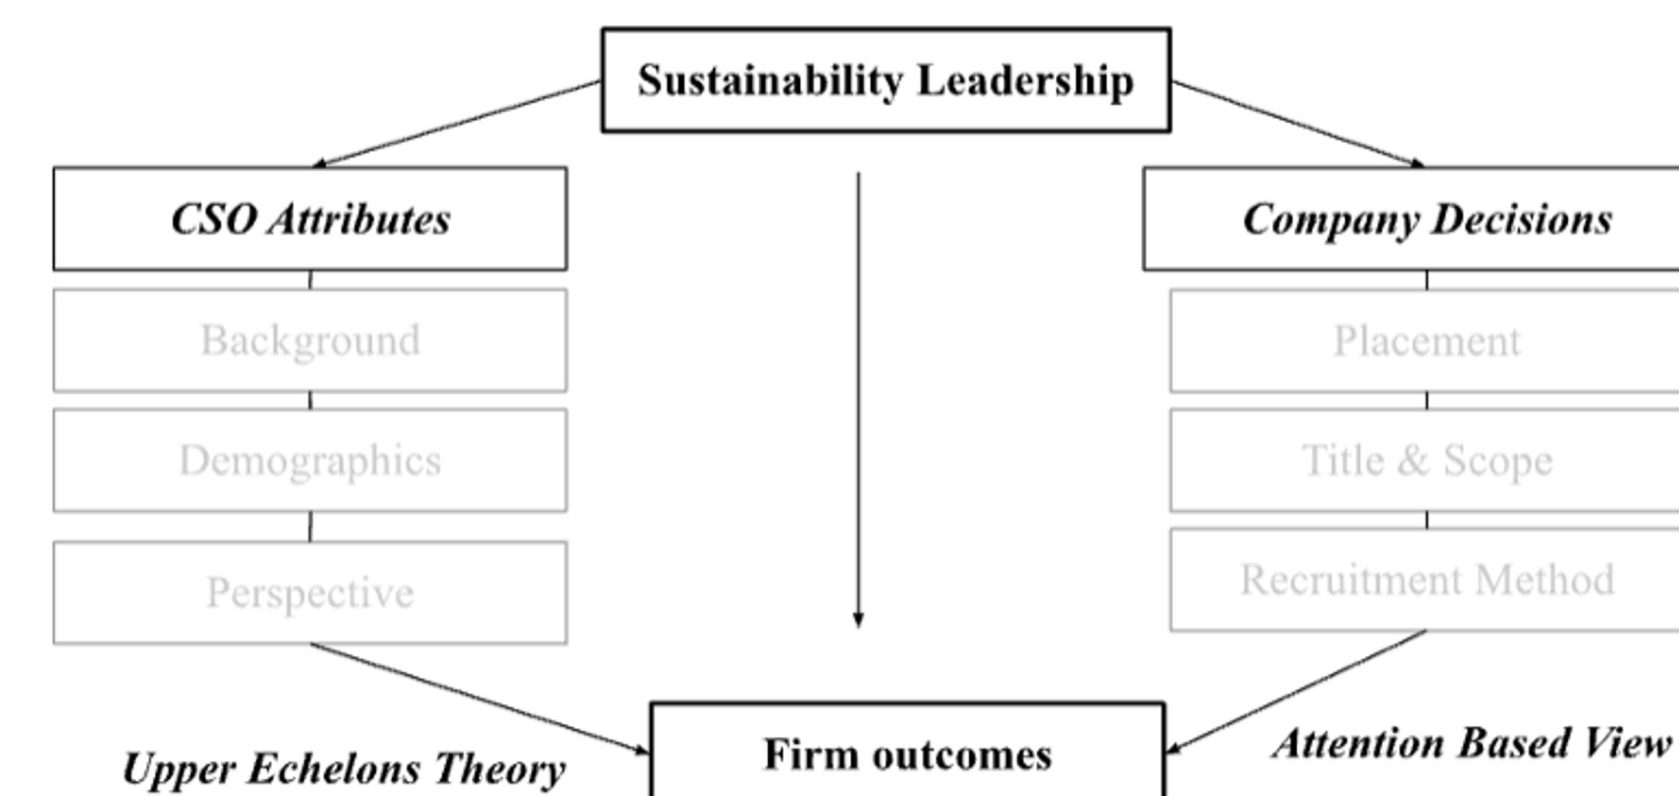 Sustainability Leadership
CSO Attributes
Company Decisions
Background
Placement
Demographics
Title & Scope
Perspective
Recruitment Method
Firm outcomes
Upper Echelons Theory
Attention Based View